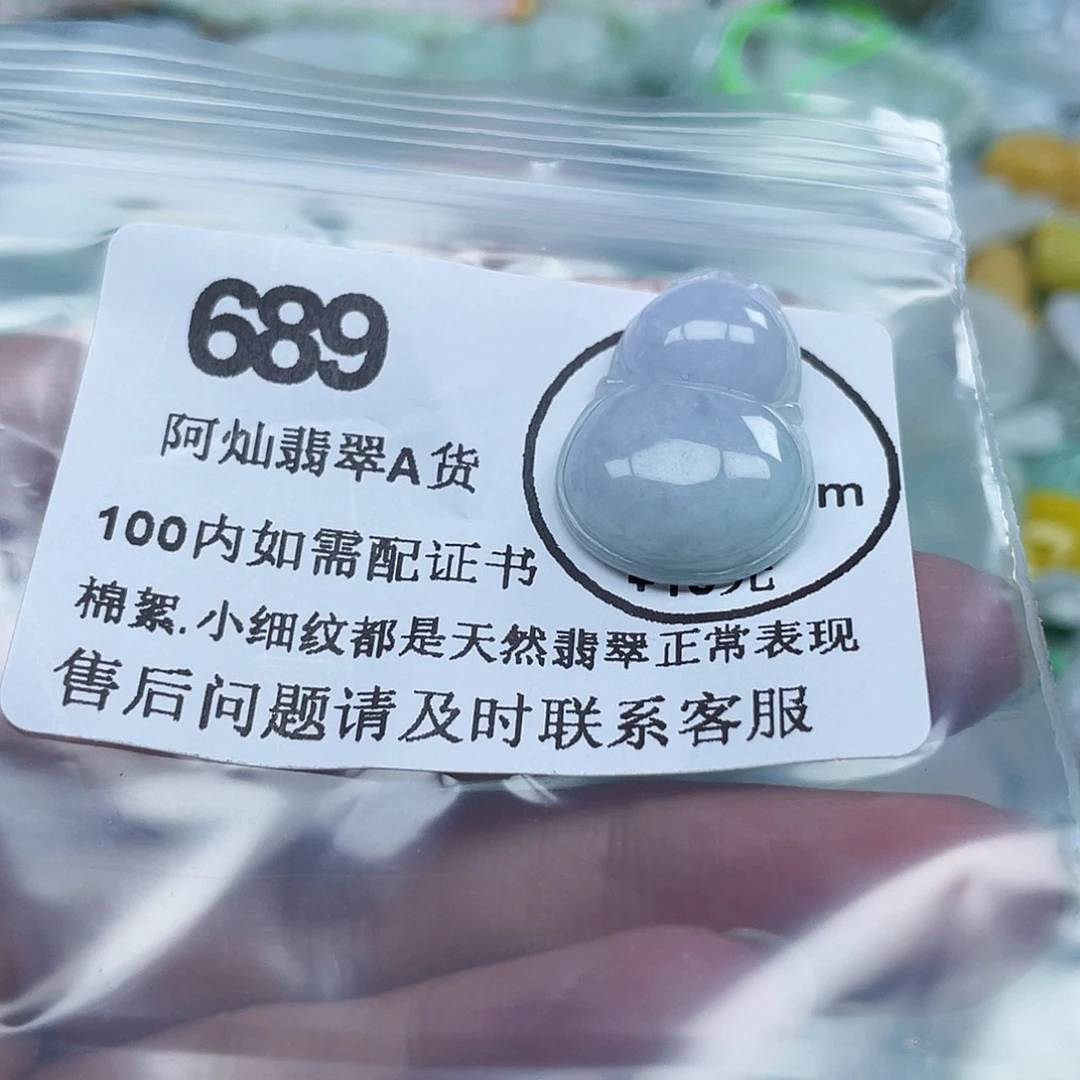 689
阿灿翡翠A货
m
100内如需配证书
棉絮.小细纹都是天然翡翠正常表现
售后问题请及时联系客服